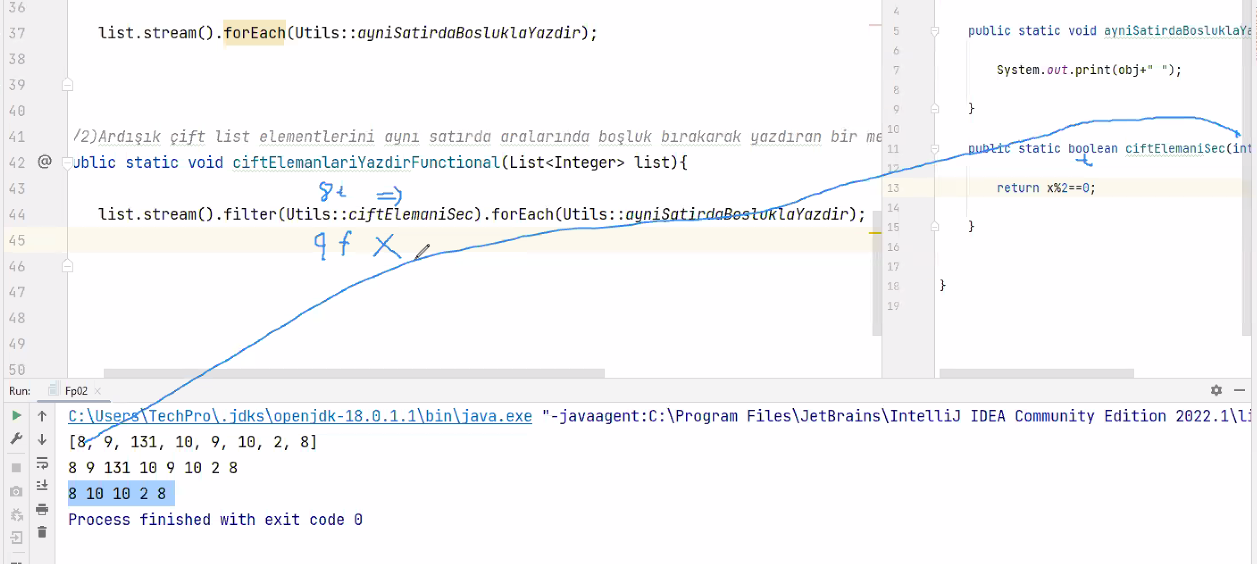 36
37 list.stream().forEach(Utils::ayniSatirdaBosluklaYazdir);
38
39
40
41 /2)Ardışık çift list elementlerini aynı satırda aralarında boşluk bırakarak yazdıran bir me
42 @ ublic static void ciftElemanlariYazdirFunctional(List<Integer> list){
43
8t =>
44 list.stream().filter(Utils::ciftElemaniSec).forEach(Utils::ayniSatirdaBosluklaYazdir);
45
9 f X
46
47
48
49
50
4
5 public static void ayniSatirdaBosluklaYa
6
7 System.out.print(obj+" ");
8
9 }
10
11 public static boolean ciftElemaniSec(int
t
12
13 return x%2==0;
14
15 }
16
17
18 }
19
Run: Fp02 ×
C:\Users\TechPro\.jdks\openjdk-18.0.1.1\bin\java.exe "-javaagent:C:\Program Files\JetBrains\IntelliJ IDEA Community Edition 2022.1\li
[8, 9, 131, 10, 9, 10, 2, 8]
8 9 131 10 9 10 2 8
8 10 10 2 8
Process finished with exit code 0